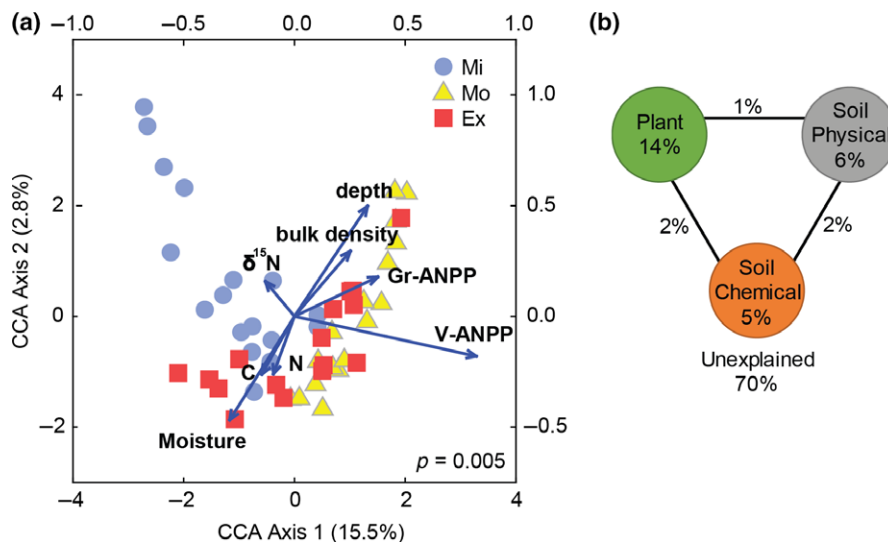 (a)
−1.0 −0.5 0.0 0.5 1.0
(b)
4
2
0
−2
1.0
0.5
0.0
−0.5
CCA Axis 2 (2.8%)
Mi
Mo
Ex
depth
bulk density
δ¹⁵N
Gr-ANPP
V-ANPP
C
N
Moisture
p = 0.005
−4 −2 0 2 4
CCA Axis 1 (15.5%)
Plant
14%
1%
Soil
Physical
6%
2%
2%
Soil
Chemical
5%
Unexplained
70%